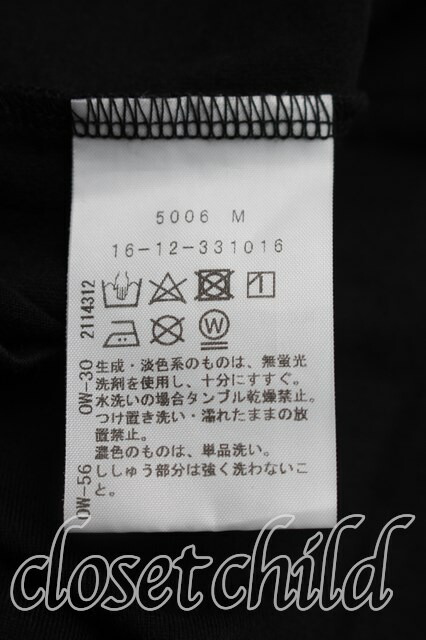 5006 M
16-12-331016
W
生成・淡色系のものは、無蛍光
洗剤を使用し、十分にすすぐ。
水洗いの場合タンブル乾燥禁止。
つけ置き洗い・濡れたままの放
置禁止。
濃色のものは、単品洗い。
ししゅう部分は強く洗わないこ
と。
OW-56 OW-30 2114312
closet child